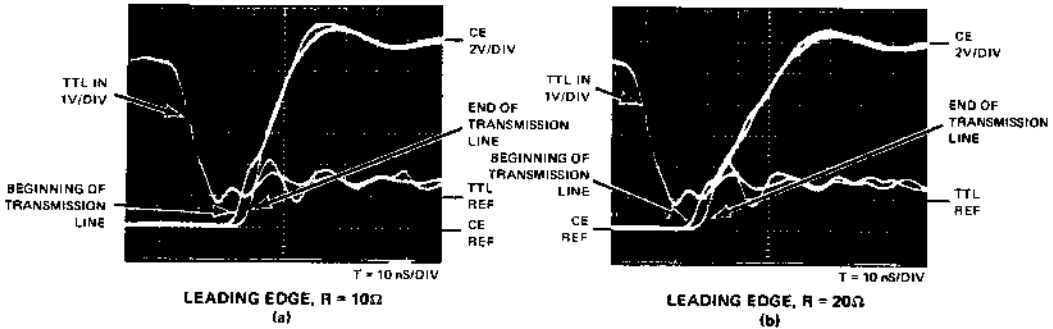 CE
2V/DIV
TTL IN
1V/DIV
END OF
TRANSMISSION
LINE
BEGINNING OF
TRANSMISSION
LINE
TTL
REF
CE
REF
T = 10 nS/DIV
LEADING EDGE, R = 10Ω
(a)
CE
2V/DIV
TTL IN
1V/DIV
END OF
TRANSMISSION
LINE
BEGINNING OF
TRANSMISSION
LINE
TTL
REF
CE
REF
T = 10 nS/DIV
LEADING EDGE, R = 20Ω
(b)